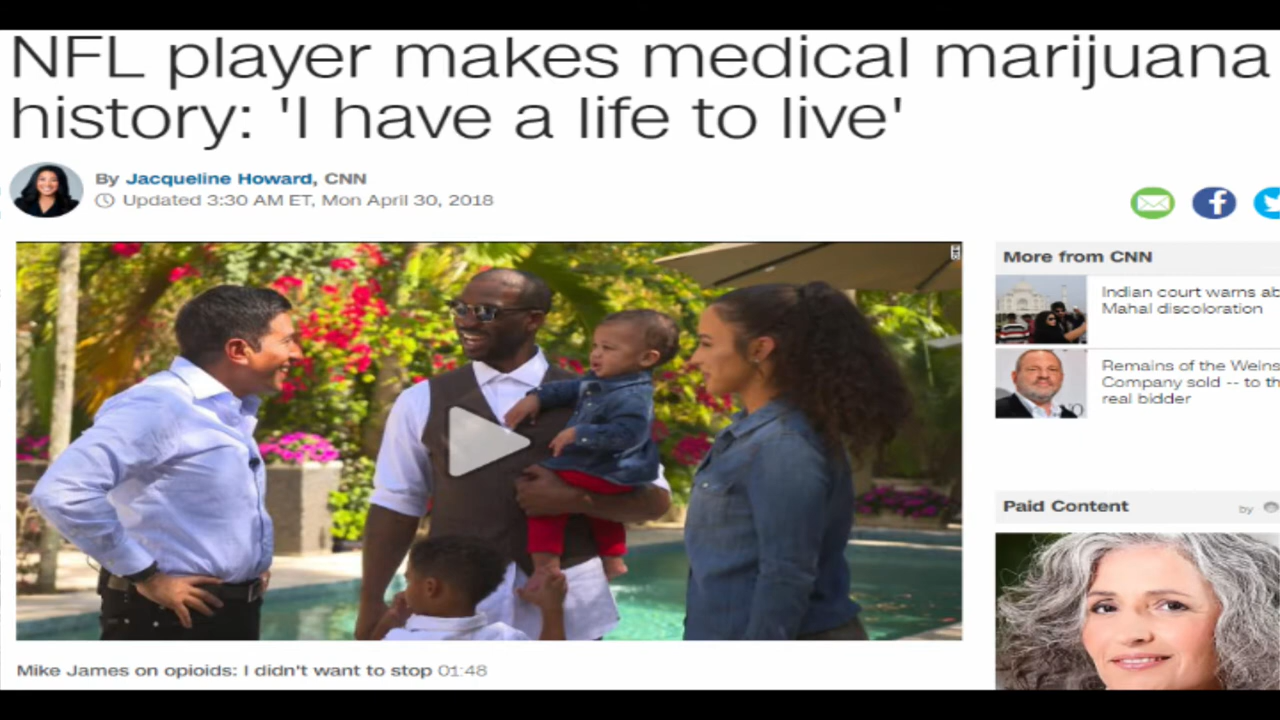 NFL player makes medical marijuana
history: 'I have a life to live'
By Jacqueline Howard, CNN
Updated 3:30 AM ET, Mon April 30, 2018
More from CNN
Indian court warns ab
Mahal discoloration
Remains of the Weins
Company sold -- to th
real bidder
Paid Content
by
Mike James on opioids: I didn't want to stop 01:48